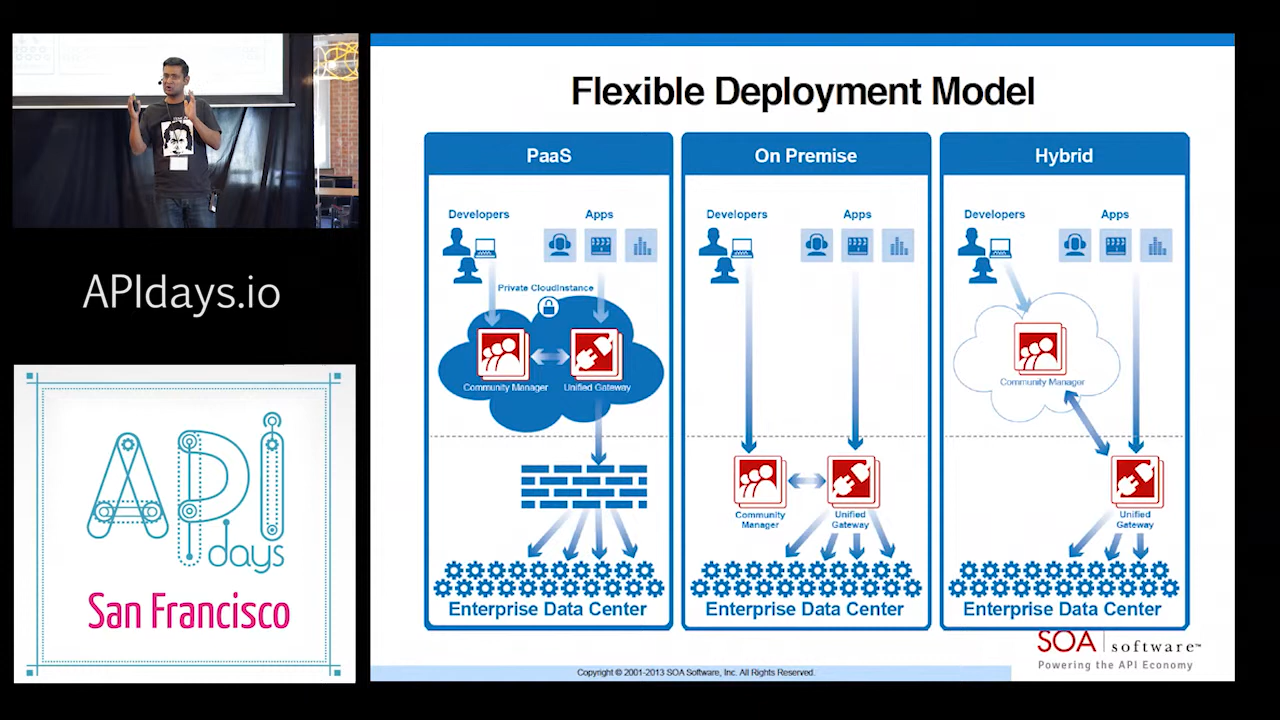 APIdays.io
API
days
San Francisco
Flexible Deployment Model
PaaS
Developers
Apps
Private CloudInstance
Community Manager
Unified Gateway
Enterprise Data Center
On Premise
Developers
Apps
Community
Manager
Unified
Gateway
Enterprise Data Center
Hybrid
Developers
Apps
Community Manager
Unified
Gateway
Enterprise Data Center
SOA software™
Powering the API Economy
Copyright © 2001-2013 SOA Software, Inc. All Rights Reserved.